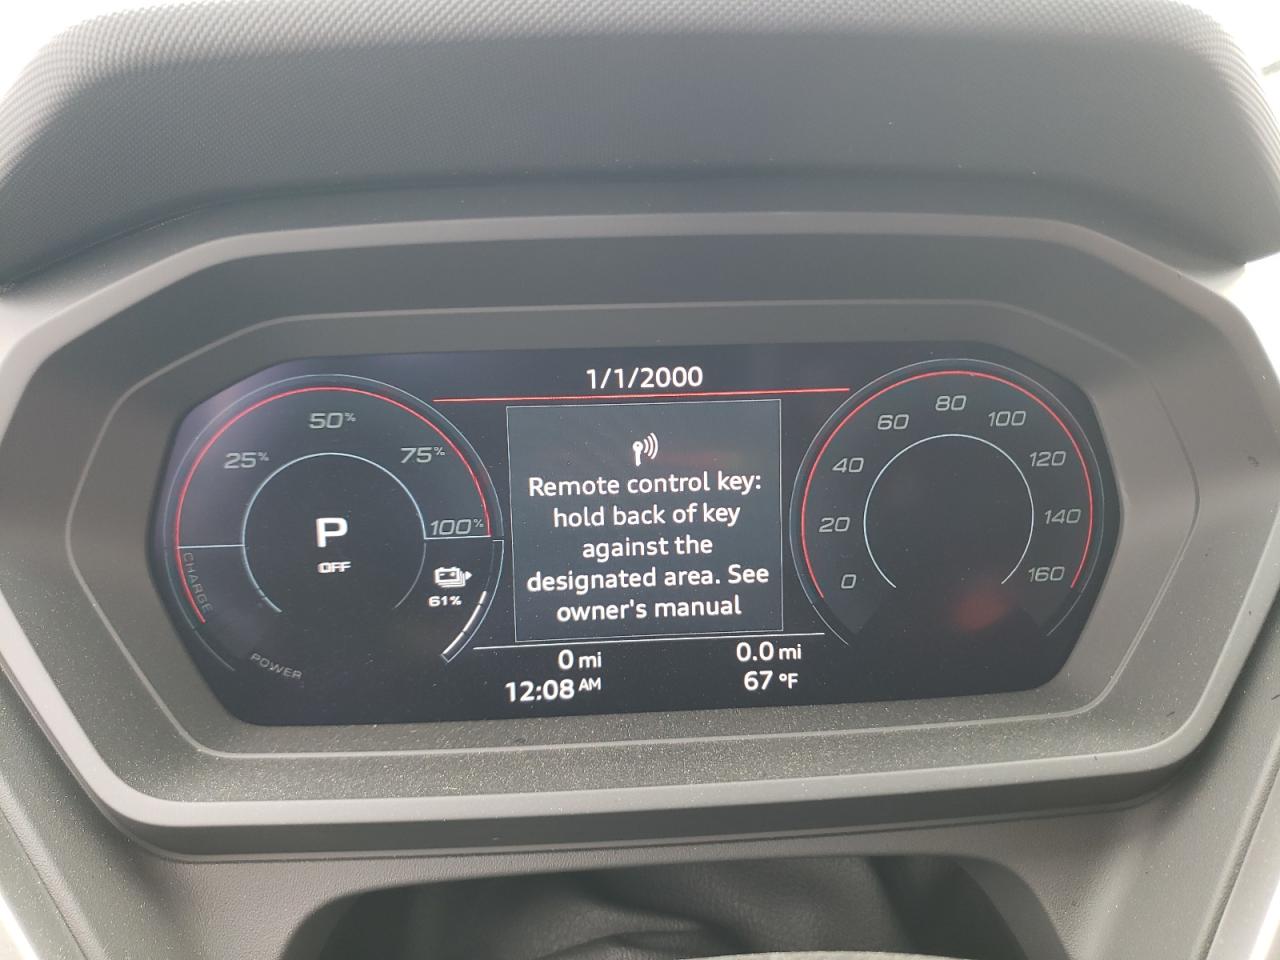 1/1/2000
25%
50%
75%
100%
CHARGE
POWER
P
OFF
61%
Remote control key:
hold back of key
against the
designated area. See
owner's manual
0 mi
0.0 mi
12:08 AM
67 °F
0
20
40
60
80
100
120
140
160